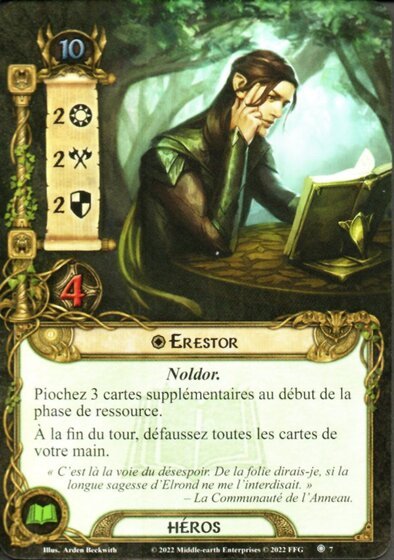 10
2
2
2
4
Erestor
Noldor.
Piochez 3 cartes supplémentaires au début de la
phase de ressource.
À la fin du tour, défaussez toutes les cartes de
votre main.
« C’est là la voie du désespoir. De la folie dirais-je, si la
longue sagesse d’Elrond ne me l’interdisait. »
– La Communauté de l’Anneau.
HÉROS
Illus. Arden Beckwith © 2022 Middle-earth Enterprises © 2022 FFG 7